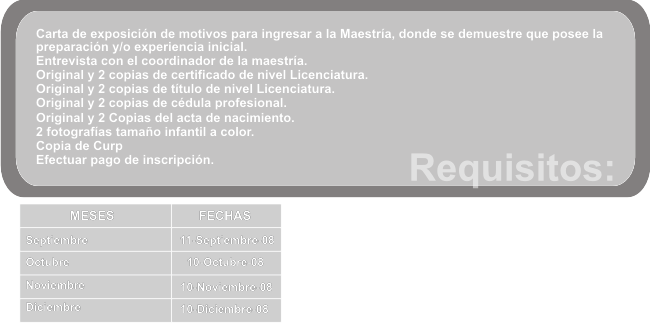 Carta de exposición de motivos para ingresar a la Maestría, donde se demuestre que posee la
preparación y/o experiencia inicial.
Entrevista con el coordinador de la maestría.
Original y 2 copias de certificado de nivel Licenciatura.
Original y 2 copias de título de nivel Licenciatura.
Original y 2 copias de cédula profesional.
Original y 2 Copias del acta de nacimiento.
2 fotografías tamaño infantil a color.
Copia de Curp
Efectuar pago de inscripción.
Requisitos:
MESES FECHAS
Septiembre 11 Septiembre 08
Octubre 10 Octubre 08
Noviembre 10 Noviembre 08
Diciembre 10 Diciembre 08